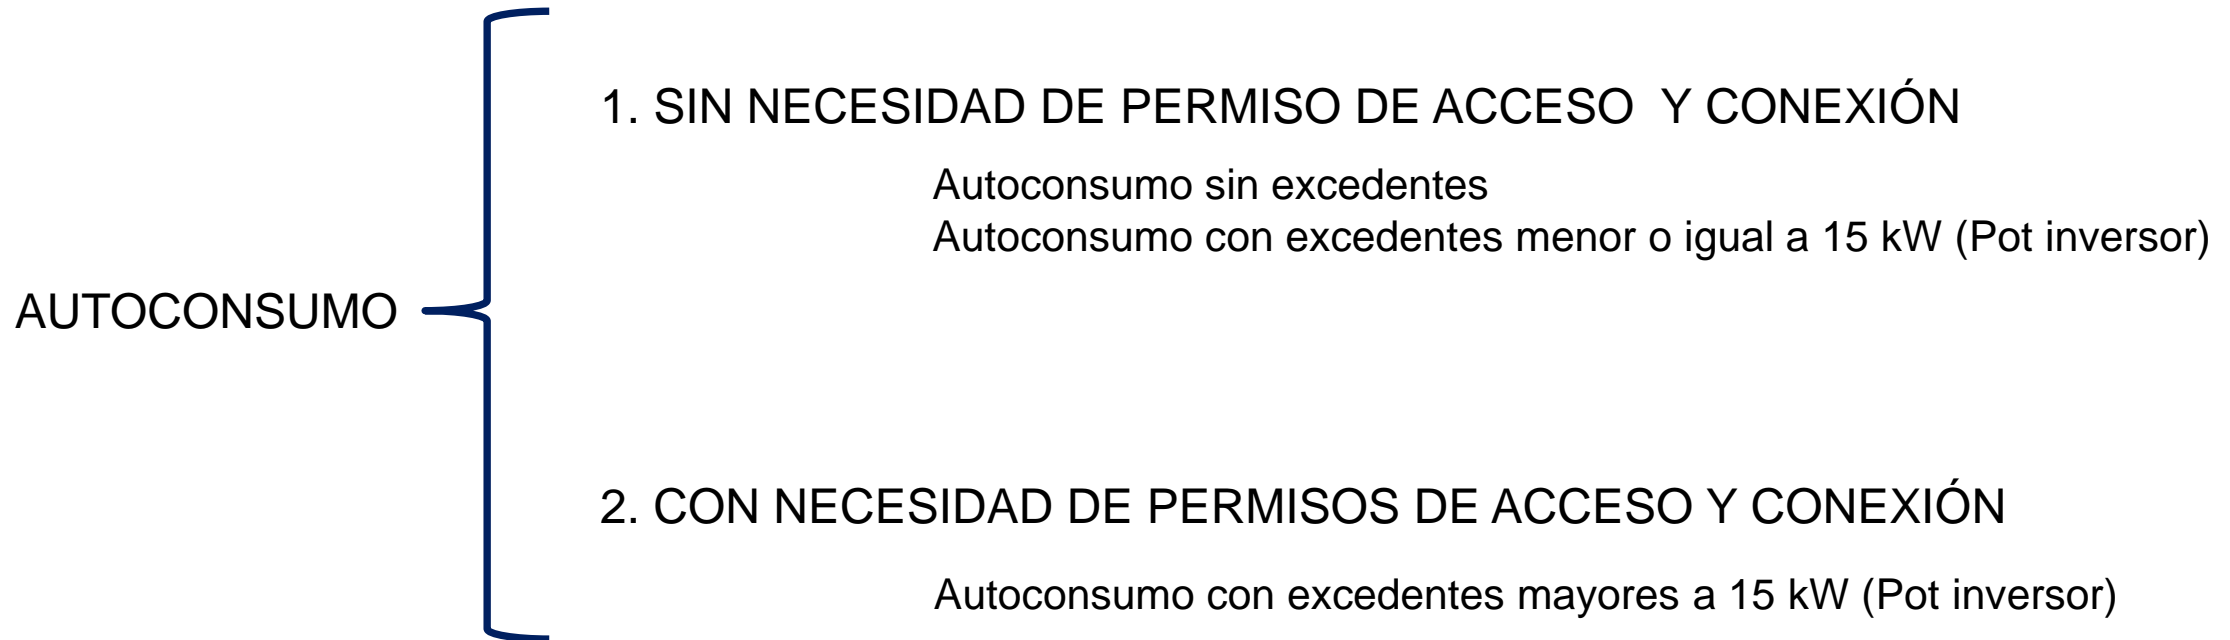 1. SIN NECESIDAD DE PERMISO DE ACCESO Y CONEXIÓN
Autoconsumo sin excedentes
Autoconsumo con excedentes menor o igual a 15 kW (Pot inversor)
AUTOCONSUMO
2. CON NECESIDAD DE PERMISOS DE ACCESO Y CONEXIÓN
Autoconsumo con excedentes mayores a 15 kW (Pot inversor)